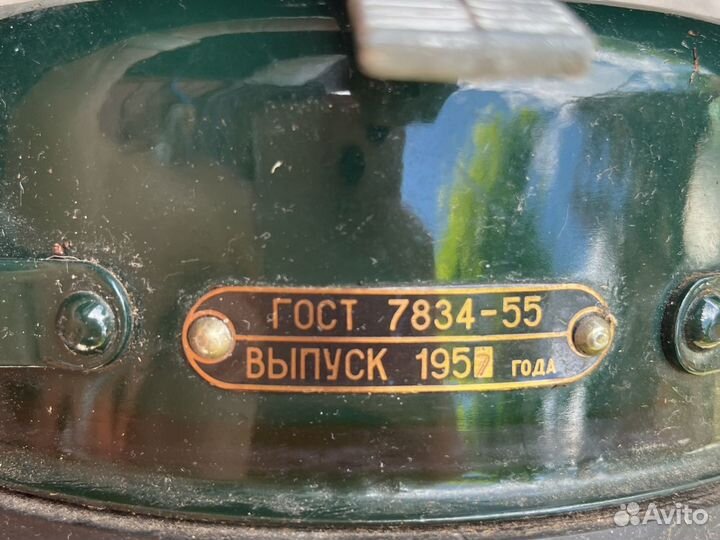 ГОСТ 7834-55
ВЫПУСК 1957 ГОДА
Avito